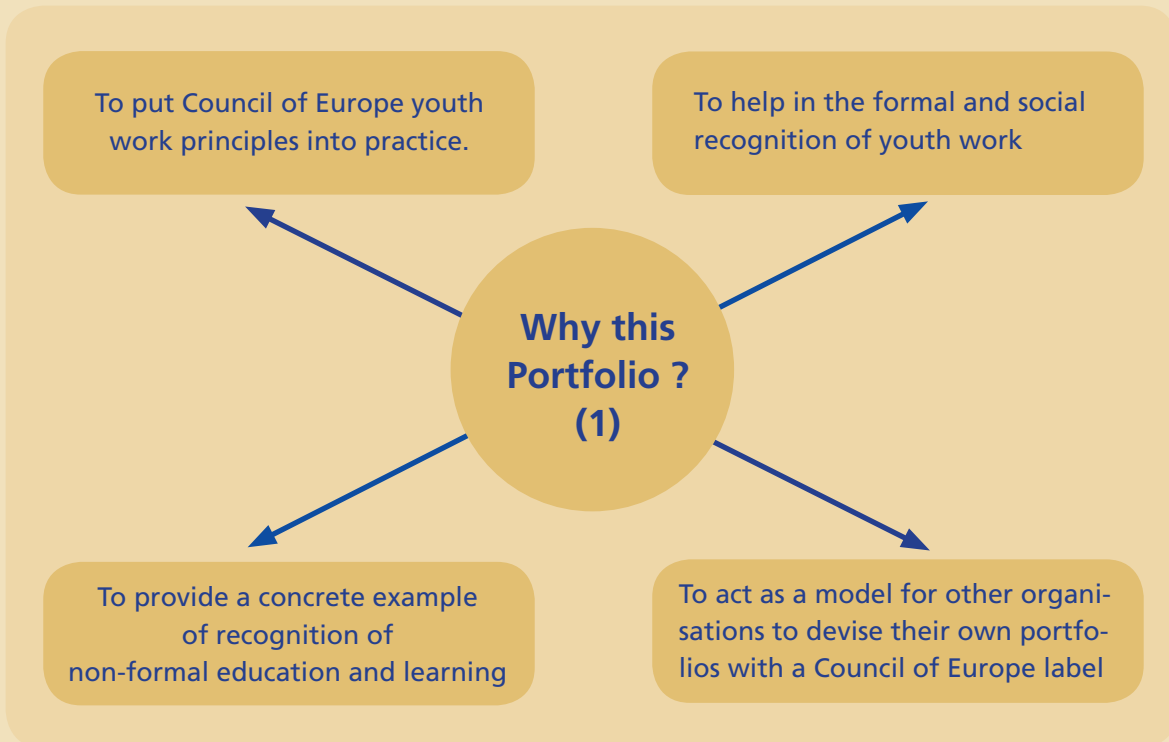 To put Council of Europe youth
work principles into practice.
To help in the formal and social
recognition of youth work
Why this
Portfolio ?
(1)
To provide a concrete example
of recognition of
non-formal education and learning
To act as a model for other organi-
sations to devise their own portfo-
lios with a Council of Europe label